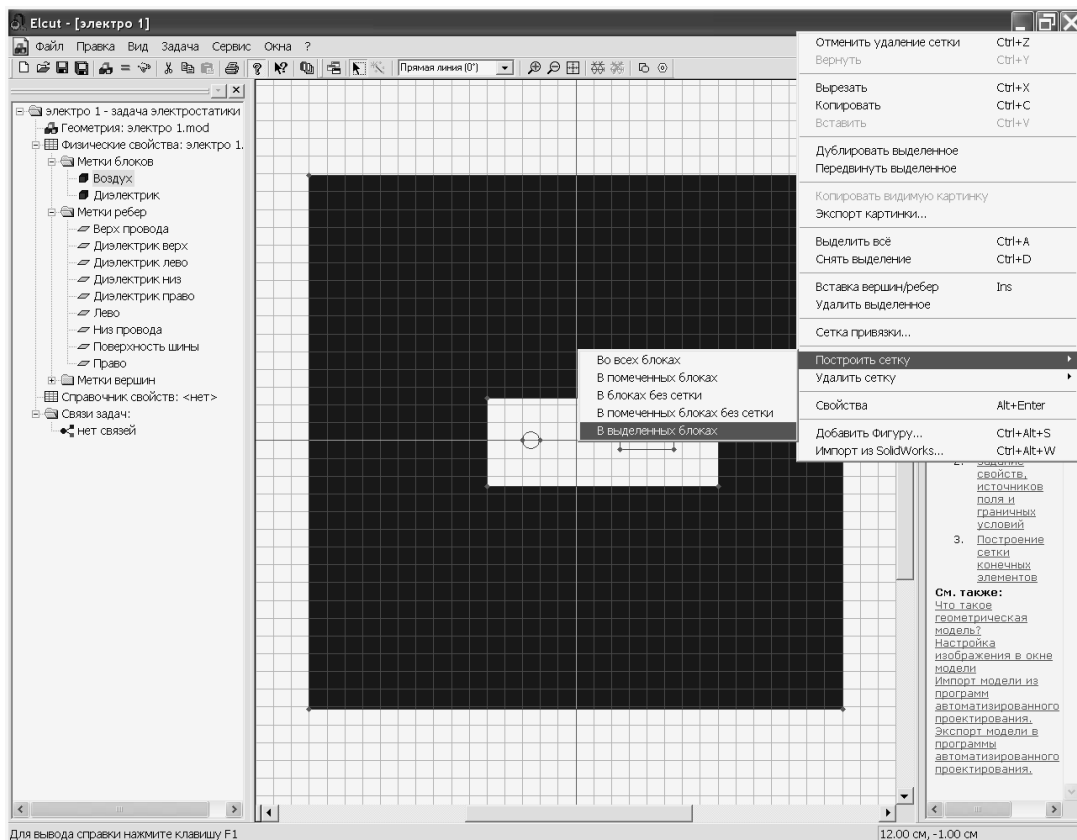 Elcut - [электро 1]
Файл Правка Вид Задача Сервис Окна ?
Прямая линия (0°)
электро 1 - задача электростатики
Геометрия: электро 1.mod
Физические свойства: электро 1.
Метки блоков
Воздух
Диэлектрик
Метки ребер
Верх провода
Диэлектрик верх
Диэлектрик лево
Диэлектрик низ
Диэлектрик право
Лево
Низ провода
Поверхность шины
Право
Метки вершин
Справочник свойств: <нет>
Связи задач:
нет связей
Отменить удаление сетки Ctrl+Z
Вернуть Ctrl+Y
Вырезать Ctrl+X
Копировать Ctrl+C
Вставить Ctrl+V
Дублировать выделенное
Передвинуть выделенное
Копировать видимую картинку
Экспорт картинки...
Выделить всё Ctrl+A
Снять выделение Ctrl+D
Вставка вершин/ребер Ins
Удалить выделенное
Сетка привязки...
Построить сетку
Удалить сетку
Свойства Alt+Enter
Добавить Фигуру... Ctrl+Alt+S
Импорт из SolidWorks... Ctrl+Alt+W
Во всех блоках
В помеченных блоках
В блоках без сетки
В помеченных блоках без сетки
В выделенных блоках
2. Задание
свойств,
источников
поля и
граничных
условий
3. Построение
сетки
конечных
элементов
См. также:
Что такое
геометрическая
модель?
Настройка
изображения в окне
модели
Импорт модели из
программ
автоматизированного
проектирования.
Экспорт модели в
программы
автоматизированного
проектирования.
Для вывода справки нажмите клавишу F1
12.00 см, -1.00 см